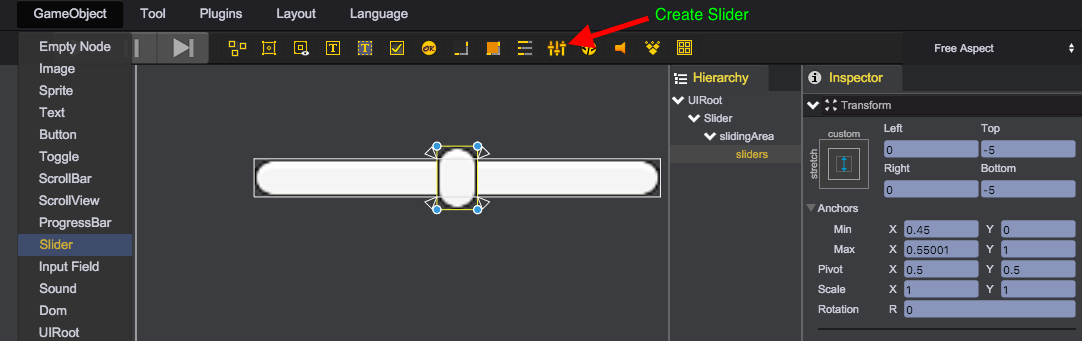 GameObject Tool Plugins Layout Language
Create Slider
Free Aspect
Empty Node
Image
Sprite
Text
Button
Toggle
ScrollBar
ScrollView
ProgressBar
Slider
Input Field
Sound
Dom
UIRoot
T T OK
Hierarchy
UIRoot
Slider
slidingArea
sliders
Inspector
Transform
custom
stretch
Left Top
0 -5
Right Bottom
0 -5
Anchors
Min X 0.45 Y 0
Max X 0.55001 Y 1
Pivot X 0.5 Y 0.5
Scale X 1 Y 1
Rotation R 0